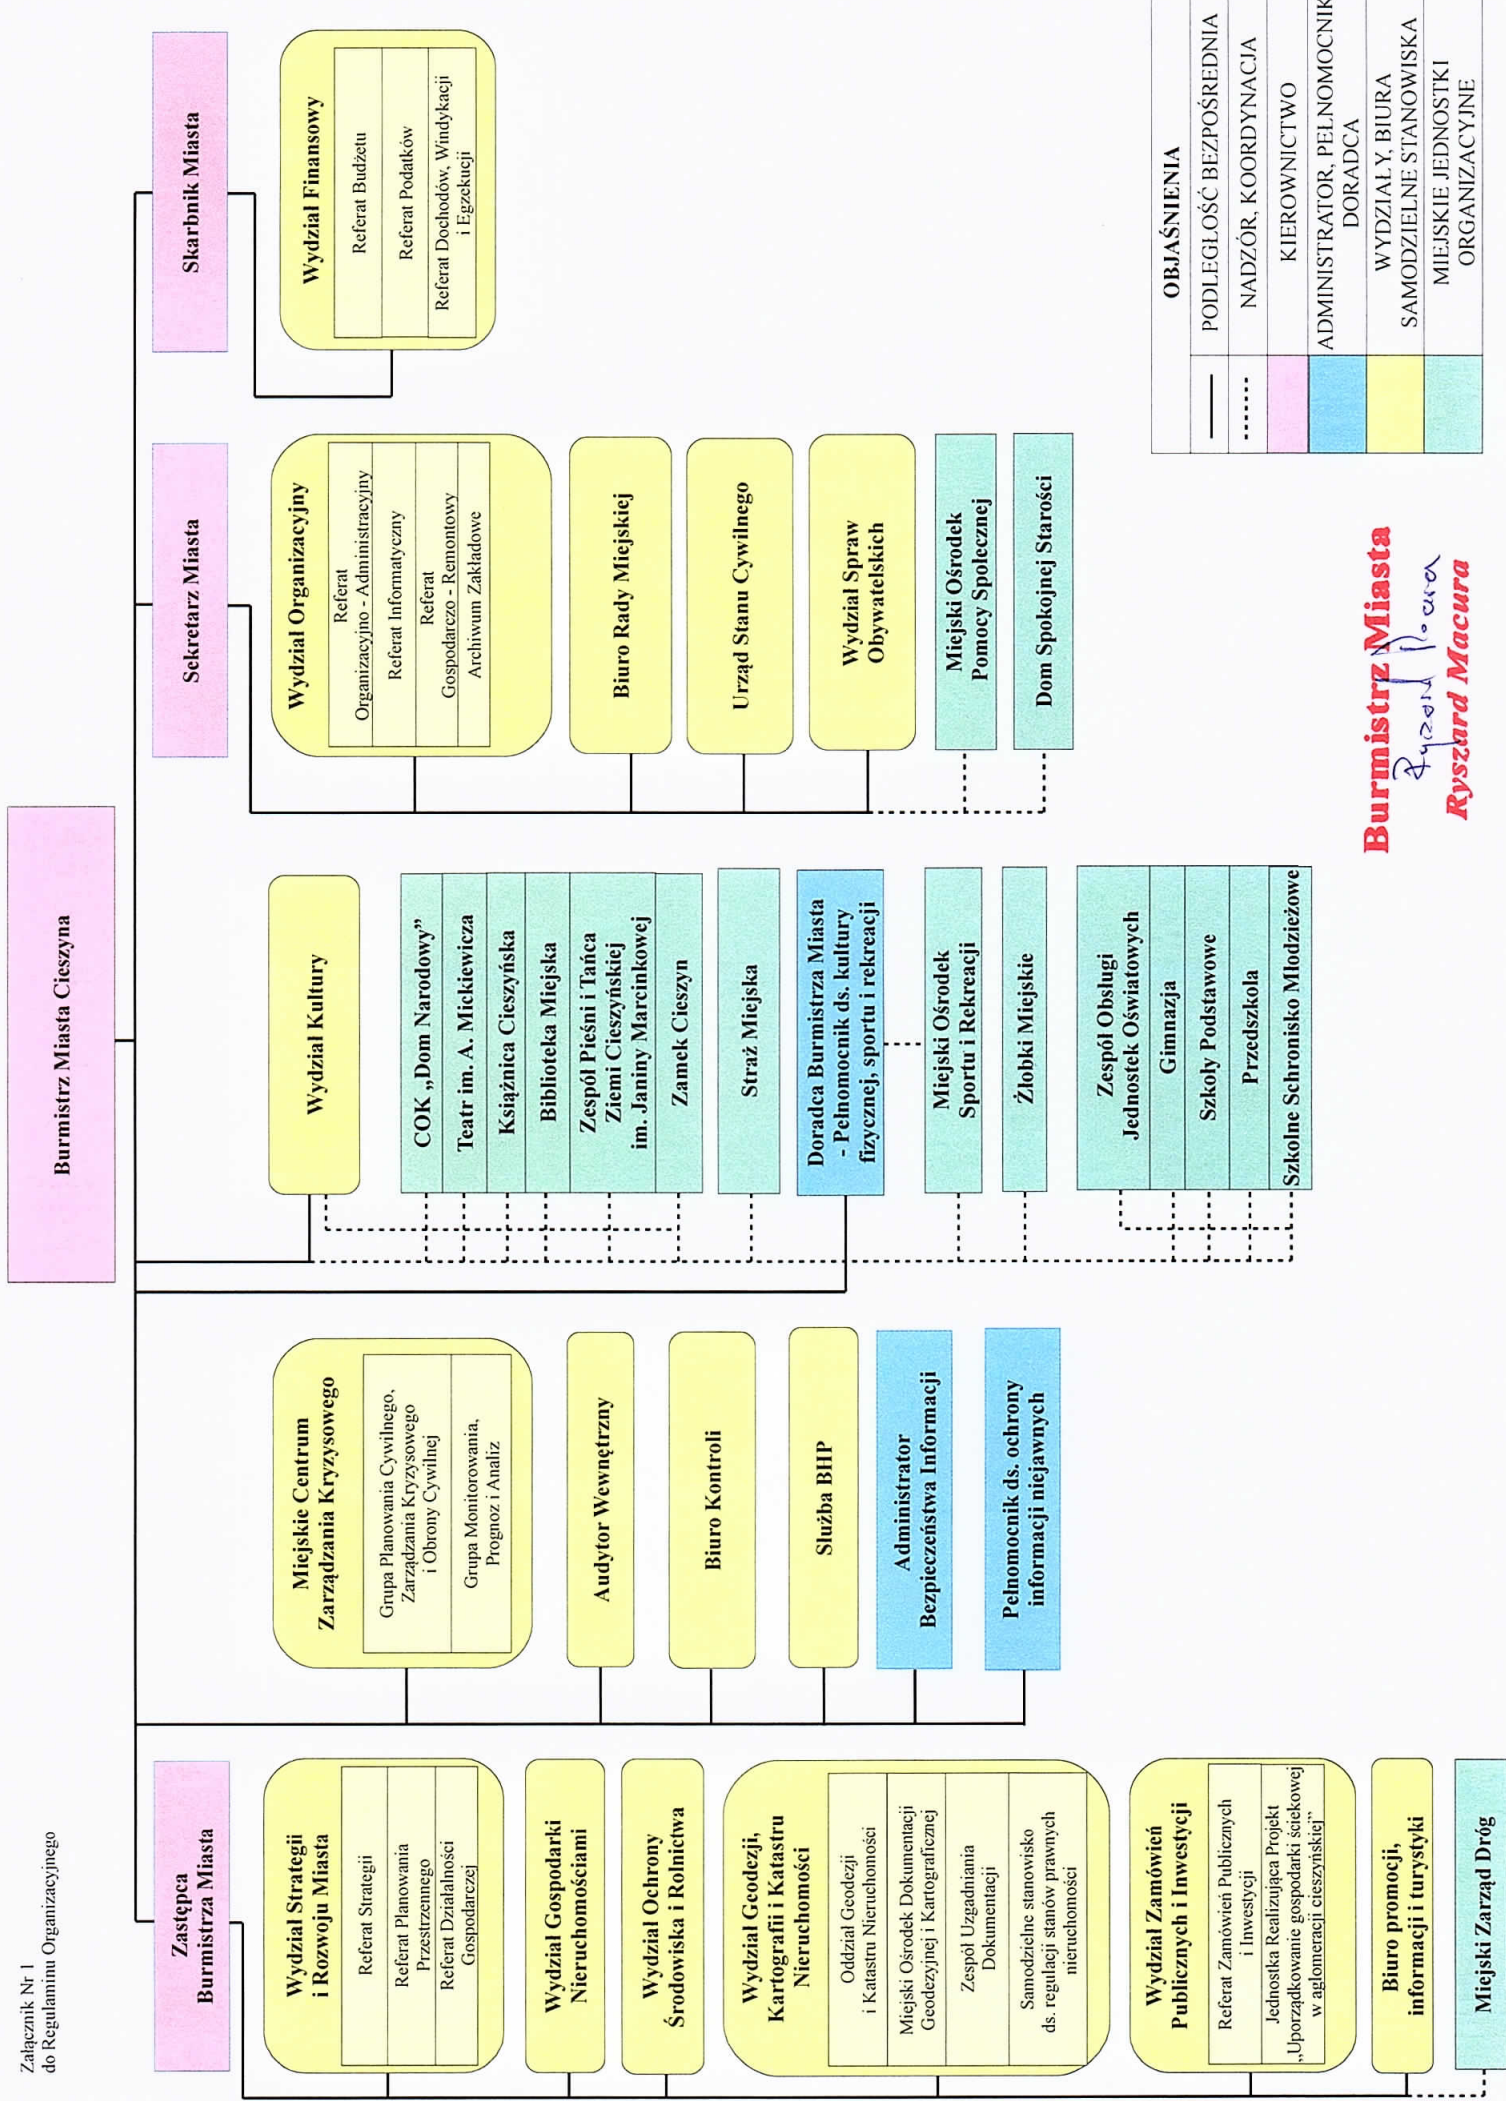 Załącznik Nr 1
do Regulaminu Organizacyjnego
Burmistrz Miasta Cieszyna
Zastępca
Burmistrza Miasta
Sekretarz Miasta
Skarbnik Miasta
Wydział Strategii
i Rozwoju Miasta
Referat Strategii
Referat Planowania
Przestrzennego
Referat Działalności
Gospodarczej
Wydział Gospodarki
Nieruchomościami
Wydział Ochrony
Środowiska i Rolnictwa
Wydział Geodezji,
Kartografii i Katastru
Nieruchomości
Oddział Geodezji
i Katastru Nieruchomości
Miejski Ośrodek Dokumentacji
Geodezyjnej i Kartograficznej
Zespół Uzgadniania
Dokumentacji
Samodzielne stanowisko
ds. regulacji stanów prawnych
nieruchomości
Wydział Zamówień
Publicznych i Inwestycji
Referat Zamówień Publicznych
i Inwestycji
Jednostka Realizująca Projekt
„Uporządkowanie gospodarki ściekowej
w aglomeracji cieszyńskiej”
Biuro promocji,
informacji i turystyki
Miejski Zarząd Dróg
Miejskie Centrum
Zarządzania Kryzysowego
Grupa Planowania Cywilnego,
Zarządzania Kryzysowego
i Obrony Cywilnej
Grupa Monitorowania,
Prognoz i Analiz
Audytor Wewnętrzny
Biuro Kontroli
Służba BHP
Administrator
Bezpieczeństwa Informacji
Pełnomocnik ds. ochrony
informacji niejawnych
Wydział Kultury
COK „Dom Narodowy”
Teatr im. A. Mickiewicza
Książnica Cieszyńska
Biblioteka Miejska
Zespół Pieśni i Tańca
Ziemi Cieszyńskiej
im. Janiny Marcinkowej
Zamek Cieszyn
Straż Miejska
Doradca Burmistrza Miasta
- Pełnomocnik ds. kultury
fizycznej, sportu i rekreacji
Miejski Ośrodek
Sportu i Rekreacji
Żłobki Miejskie
Zespół Obsługi
Jednostek Oświatowych
Gimnazja
Szkoły Podstawowe
Przedszkola
Szkolne Schronisko Młodzieżowe
Wydział Organizacyjny
Referat
Organizacyjno - Administracyjny
Referat Informatyczny
Referat
Gospodarczo - Remontowy
Archiwum Zakładowe
Biuro Rady Miejskiej
Urząd Stanu Cywilnego
Wydział Spraw
Obywatelskich
Miejski Ośrodek
Pomocy Społecznej
Dom Spokojnej Starości
Wydział Finansowy
Referat Budżetu
Referat Podatków
Referat Dochodów, Windykacji
i Egzekucji
Burmistrz Miasta
Ryszard Macura
Ryszard Macura
OBJAŚNIENIA
PODLEGŁOŚĆ BEZPOŚREDNIA
NADZÓR, KOORDYNACJA
KIEROWNICTWO
ADMINISTRATOR, PEŁNOMOCNIK
DORADCA
WYDZIAŁY, BIURA
SAMODZIELNE STANOWISKA
MIEJSKIE JEDNOSTKI
ORGANIZACYJNE